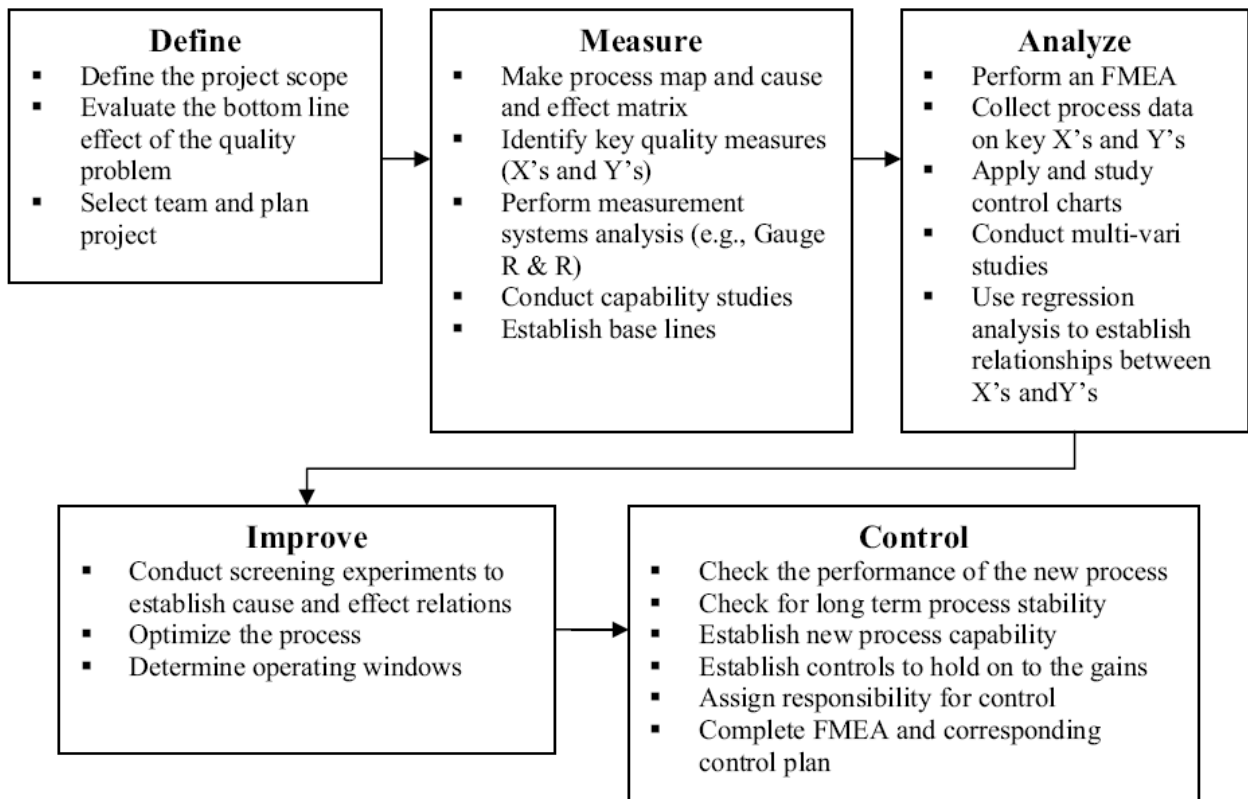 Define
▪ Define the project scope
▪ Evaluate the bottom line
effect of the quality
problem
▪ Select team and plan
project
Measure
▪ Make process map and cause
and effect matrix
▪ Identify key quality measures
(X’s and Y’s)
▪ Perform measurement
systems analysis (e.g., Gauge
R & R)
▪ Conduct capability studies
▪ Establish base lines
Analyze
▪ Perform an FMEA
▪ Collect process data
on key X’s and Y’s
▪ Apply and study
control charts
▪ Conduct multi-vari
studies
▪ Use regression
analysis to establish
relationships between
X’s andY’s
Improve
▪ Conduct screening experiments to
establish cause and effect relations
▪ Optimize the process
▪ Determine operating windows
Control
▪ Check the performance of the new process
▪ Check for long term process stability
▪ Establish new process capability
▪ Establish controls to hold on to the gains
▪ Assign responsibility for control
▪ Complete FMEA and corresponding
control plan